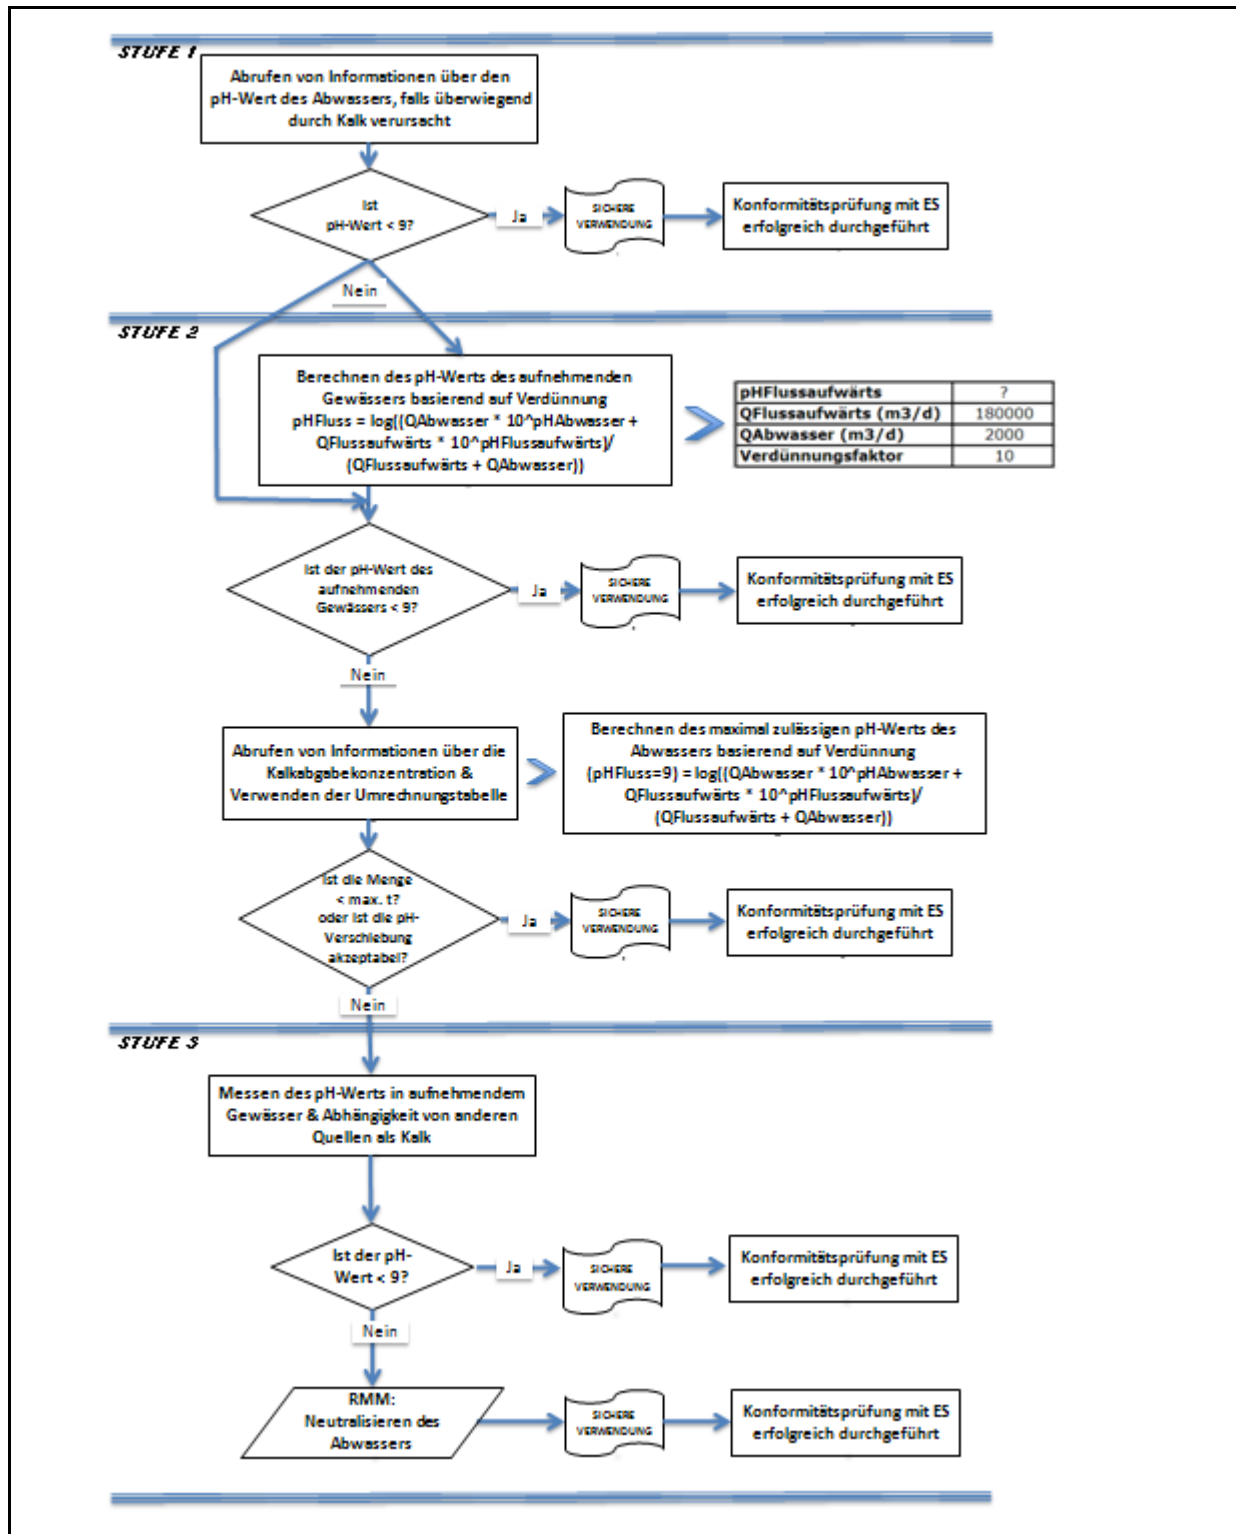 STUFE 1
Abrufen von Informationen über den
pH-Wert des Abwassers, falls überwiegend
durch Kalk verursacht
Ist
pH-Wert < 9?
Ja
SICHERE
VERWENDUNG
Konformitätsprüfung mit ES
erfolgreich durchgeführt
Nein
STUFE 2
Berechnen des pH-Werts des aufnehmenden
Gewässers basierend auf Verdünnung
pHFluss = log((QAbwasser * 10^pHAbwasser +
QFlussaufwärts * 10^pHFlussaufwärts)/
(QFlussaufwärts + QAbwasser))
pHFlussaufwärts ?
QFlussaufwärts (m3/d) 180000
QAbwasser (m3/d) 2000
Verdünnungsfaktor 10
Ist der pH-Wert des
aufnehmenden
Gewässers < 9?
Ja
SICHERE
VERWENDUNG
Konformitätsprüfung mit ES
erfolgreich durchgeführt
Nein
Abrufen von Informationen über die
Kalkabgabekonzentration &
Verwenden der Umrechnungstabelle
Berechnen des maximal zulässigen pH-Werts des
Abwassers basierend auf Verdünnung
(pHFluss=9) = log((QAbwasser * 10^pHAbwasser +
QFlussaufwärts * 10^pHFlussaufwärts)/
(QFlussaufwärts + QAbwasser))
Ist die Menge
< max. t?
oder ist die pH-
Verschiebung
akzeptabel?
Ja
SICHERE
VERWENDUNG
Konformitätsprüfung mit ES
erfolgreich durchgeführt
Nein
STUFE 3
Messen des pH-Werts in aufnehmendem
Gewässer & Abhängigkeit von anderen
Quellen als Kalk
Ist der pH-
Wert < 9?
Ja
SICHERE
VERWENDUNG
Konformitätsprüfung mit ES
erfolgreich durchgeführt
Nein
RMM:
Neutralisieren des
Abwassers
SICHERE
VERWENDUNG
Konformitätsprüfung mit ES
erfolgreich durchgeführt